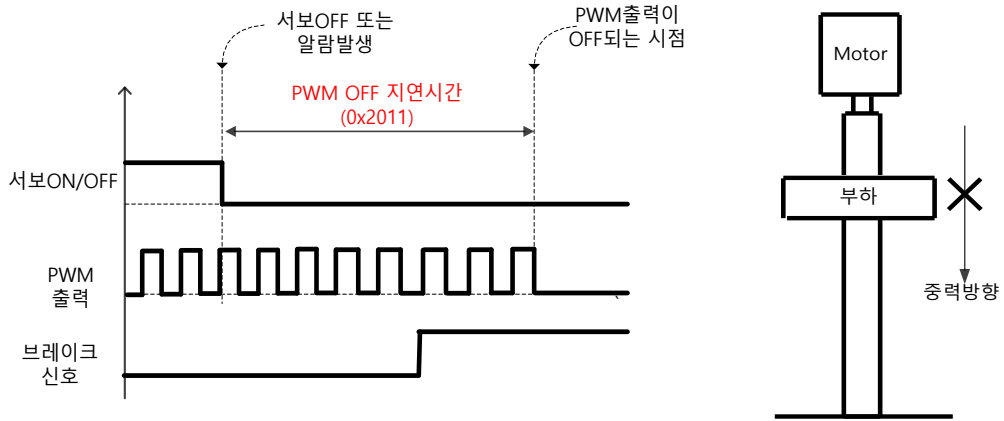 서보OFF 또는
알람발생
PWM출력이
OFF되는 시점
PWM OFF 지연시간
(0x2011)
서보ON/OFF
PWM
출력
브레이크
신호
Motor
부하
중력방향